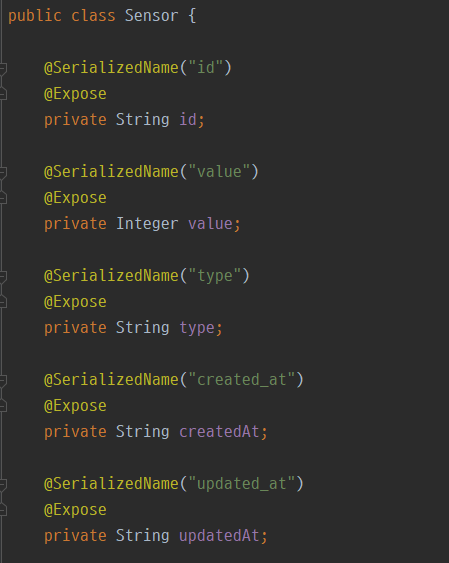 public class Sensor {
@SerializedName("id")
@Expose
private String id;
@SerializedName("value")
@Expose
private Integer value;
@SerializedName("type")
@Expose
private String type;
@SerializedName("created_at")
@Expose
private String createdAt;
@SerializedName("updated_at")
@Expose
private String updatedAt;